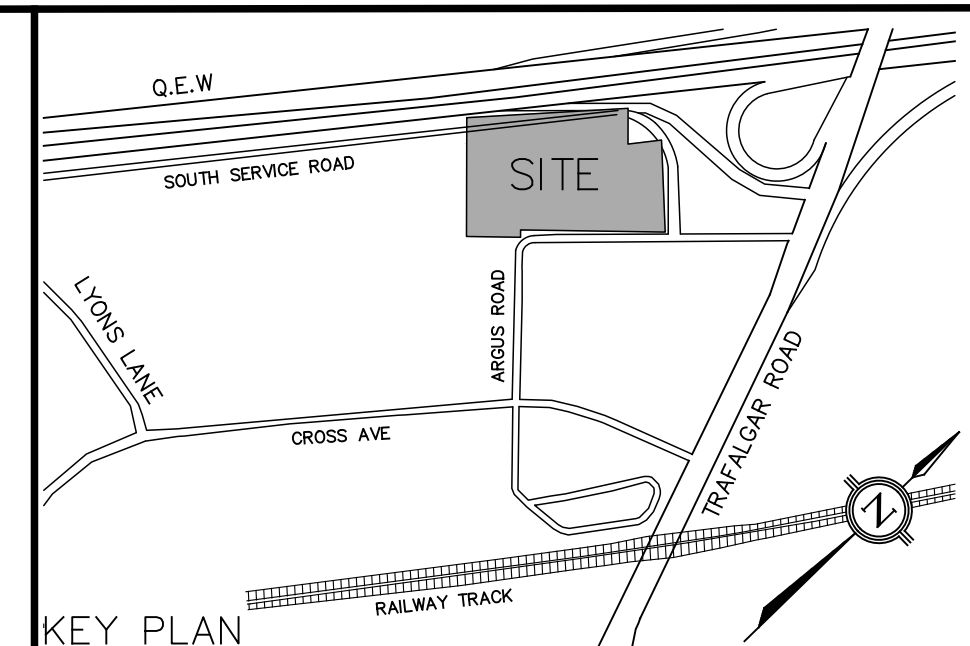 Q.E.W
SOUTH SERVICE ROAD
SITE
LYONS LANE
ARGUS ROAD
CROSS AVE
TRAFALGAR ROAD
N
RAILWAY TRACK
KEY PLAN